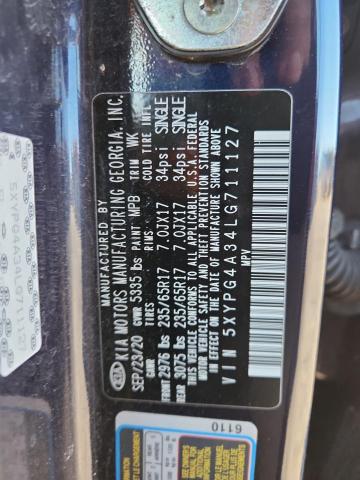 MANUFACTURED BY
KIA MOTORS MANUFACTURING GEORGIA, INC.
SEP/23/20 PAINT MPB TRIM WK
GVWR 5335 lbs
TIRES RIMS COLD TIRE INFL
FRONT 2976 lbs 235/65R17 7.0JX17 34psi SINGLE
REAR 3075 lbs 235/65R17 7.0JX17 34psi SINGLE
THIS VEHICLE CONFORMS TO ALL APPLICABLE U.S.A. FEDERAL
MOTOR VEHICLE SAFETY AND THEFT PREVENTION STANDARDS
IN EFFECT ON THE DATE OF MANUFACTURE SHOWN ABOVE.
VIN 5XYPG4A34LG711127
MPV
5XYPG4A34LG711127
6110